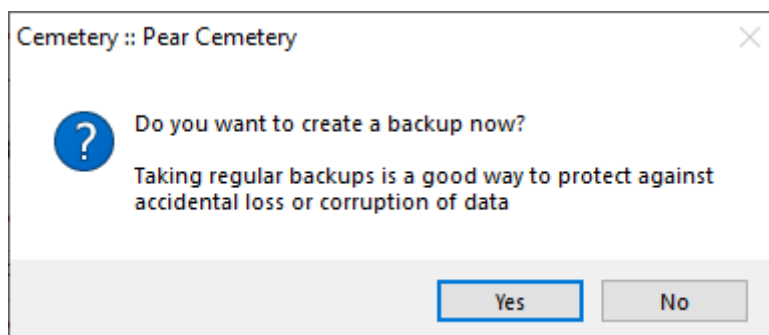 Cemetery :: Pear Cemetery
?
Do you want to create a backup now?
Taking regular backups is a good way to protect against
accidental loss or corruption of data
Yes
No